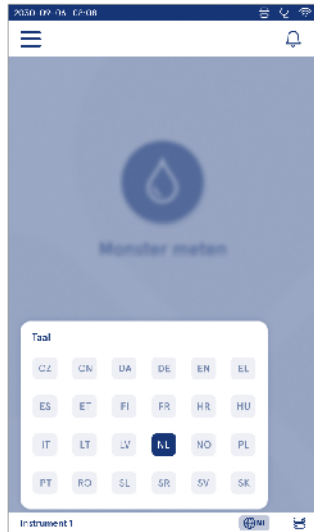 2030-09-06 08:08
Monster meten
Taal
CZ CN DA DE EN EL
ES ET FI FR HR HU
IT LT LV NL NO PL
PT RO SL SR SV SK
Instrument 1 NL